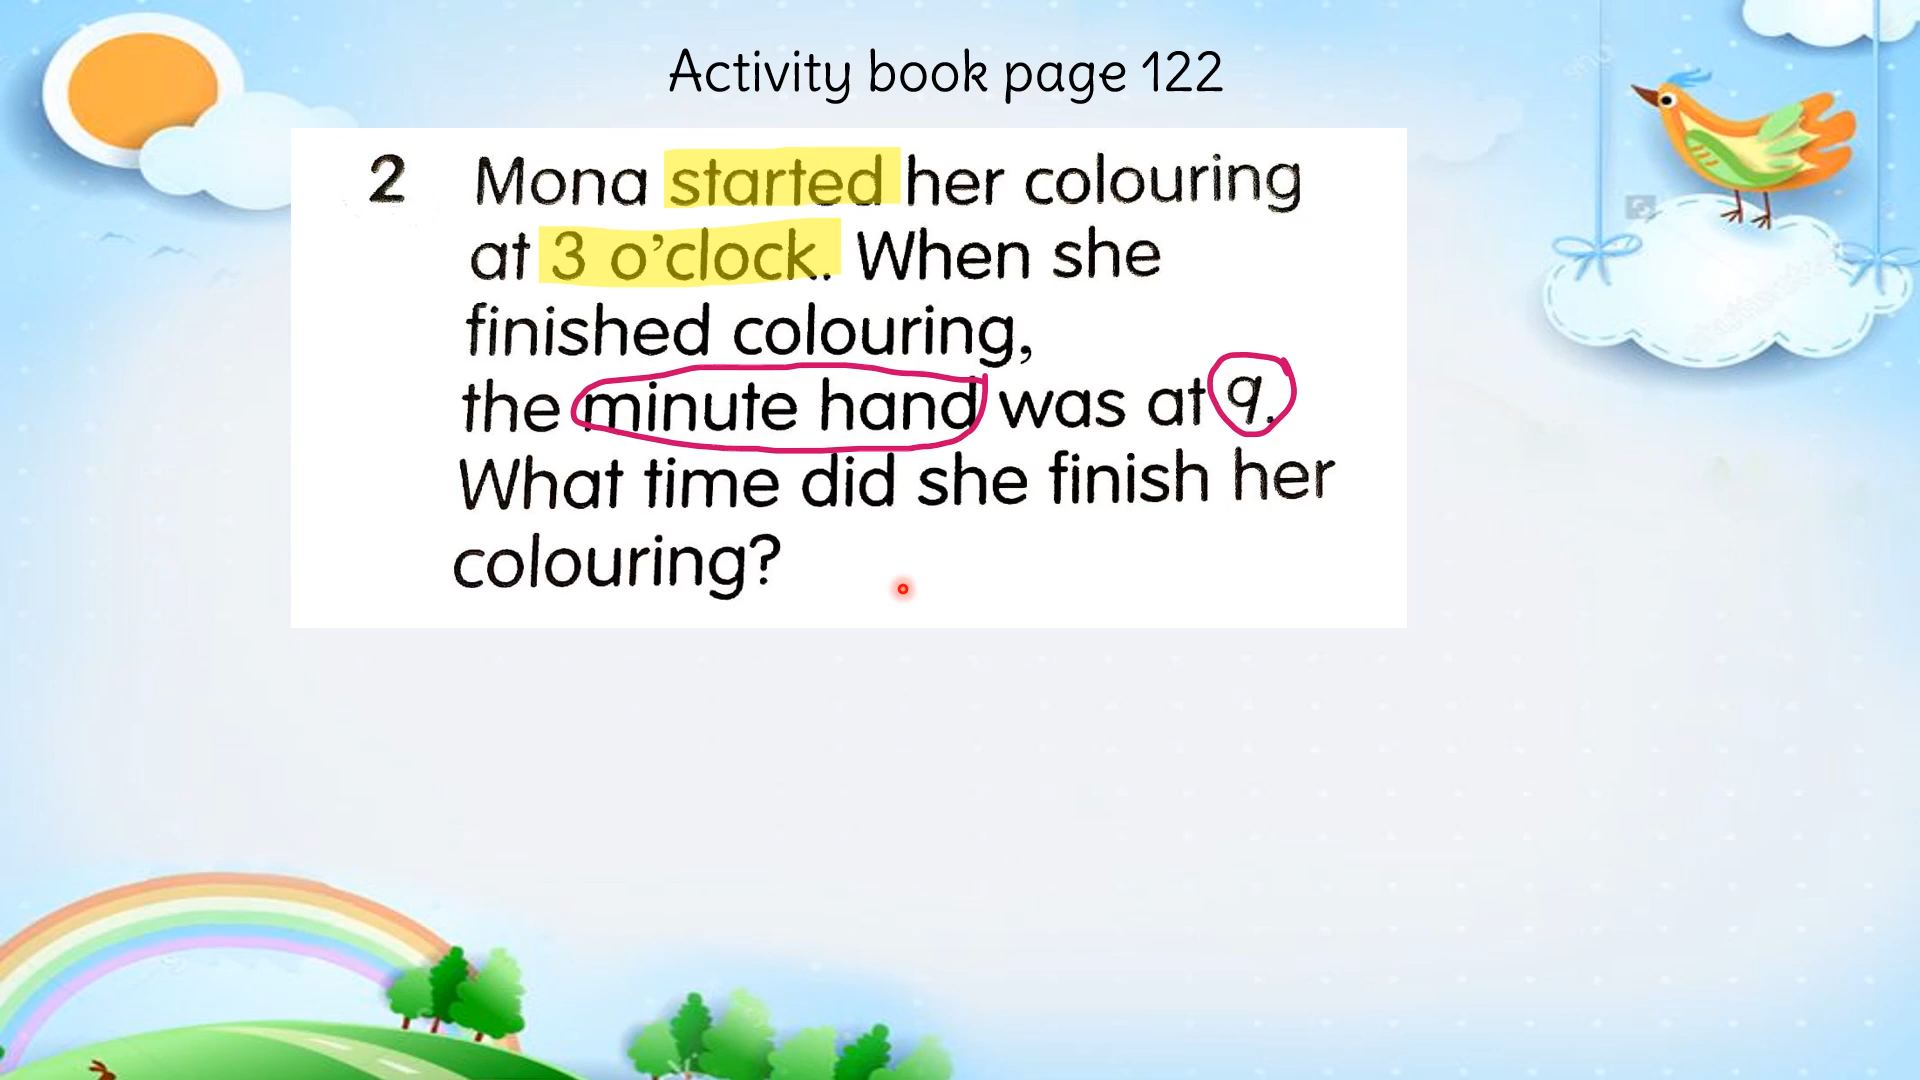 Activity book page 122
2 Mona started her colouring
at 3 o'clock. When she
finished colouring,
the minute hand was at 9.
What time did she finish her
colouring?